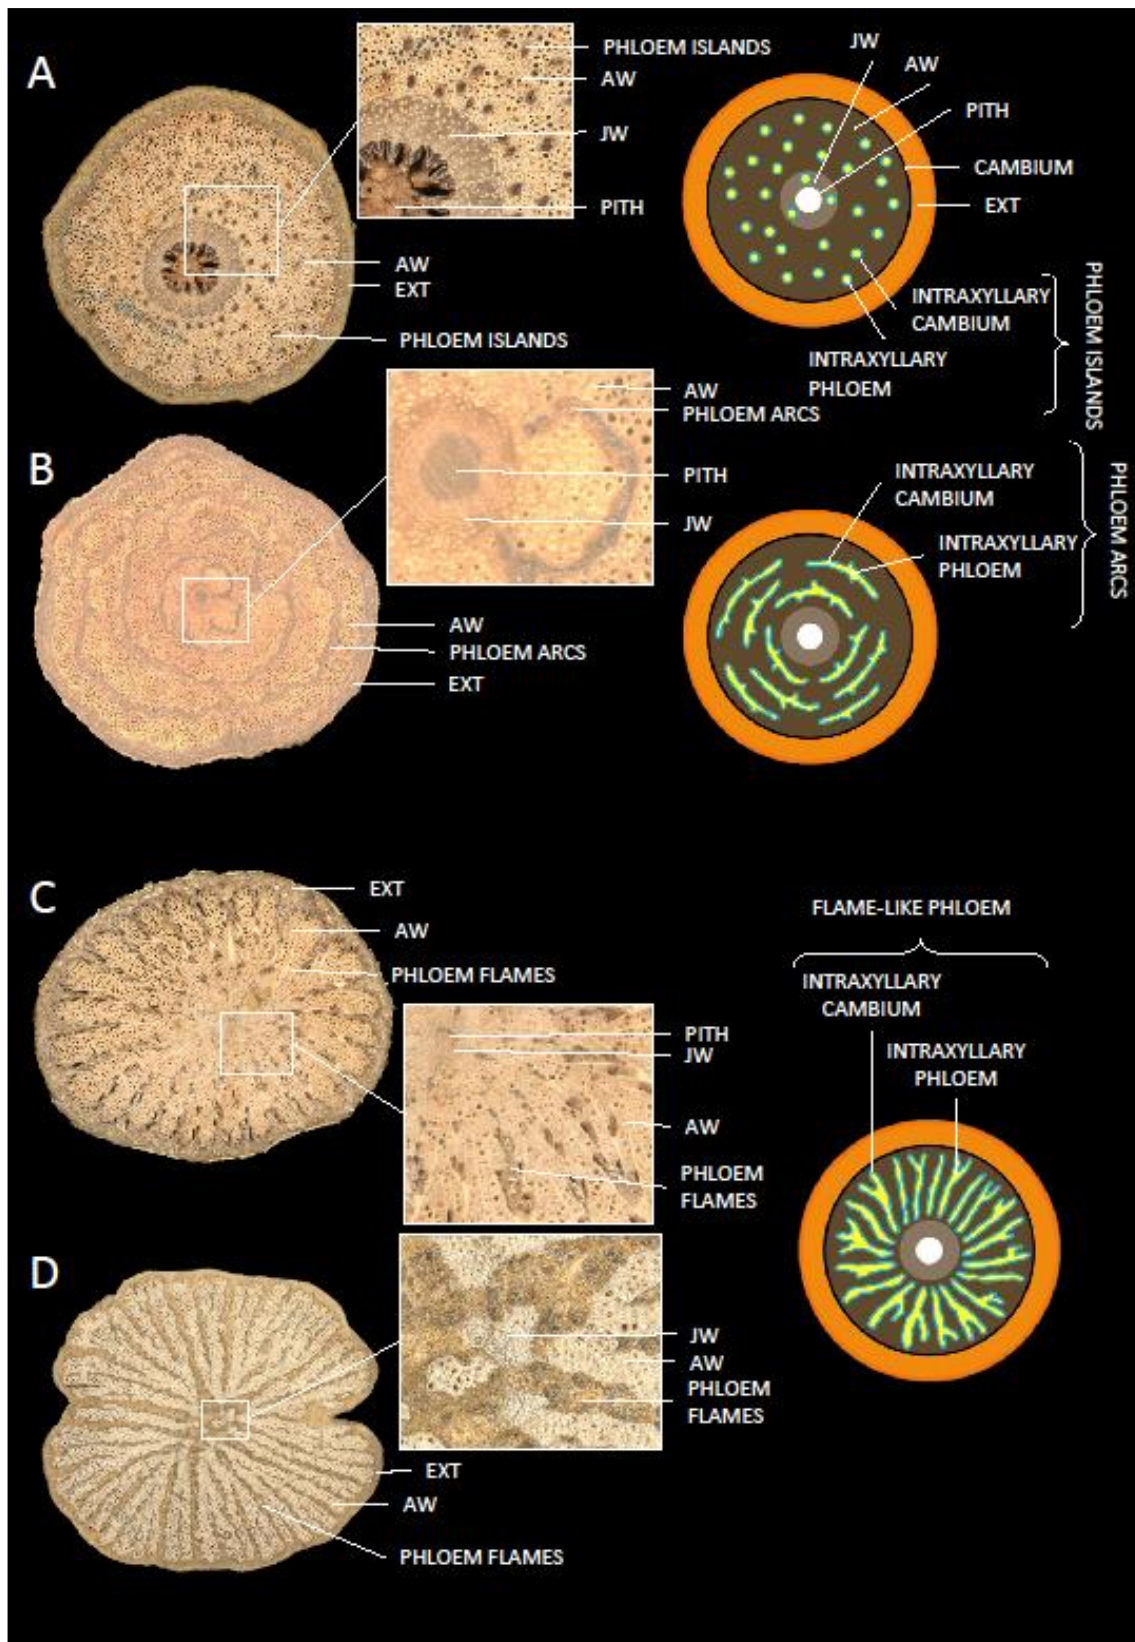 A
PHLOEM ISLANDS
AW
JW
PITH
AW
EXT
PHLOEM ISLANDS
JW
AW
PITH
CAMBIUM
EXT
INTRAXYLLARY
CAMBIUM
INTRAXYLLARY
PHLOEM
PHLOEM ISLANDS
B
AW
PHLOEM ARCS
PITH
JW
AW
PHLOEM ARCS
EXT
INTRAXYLLARY
CAMBIUM
INTRAXYLLARY
PHLOEM
PHLOEM ARCS
C
EXT
AW
PHLOEM FLAMES
PITH
JW
AW
PHLOEM
FLAMES
FLAME-LIKE PHLOEM
INTRAXYLLARY
CAMBIUM
INTRAXYLLARY
PHLOEM
D
JW
AW
PHLOEM
FLAMES
EXT
AW
PHLOEM FLAMES